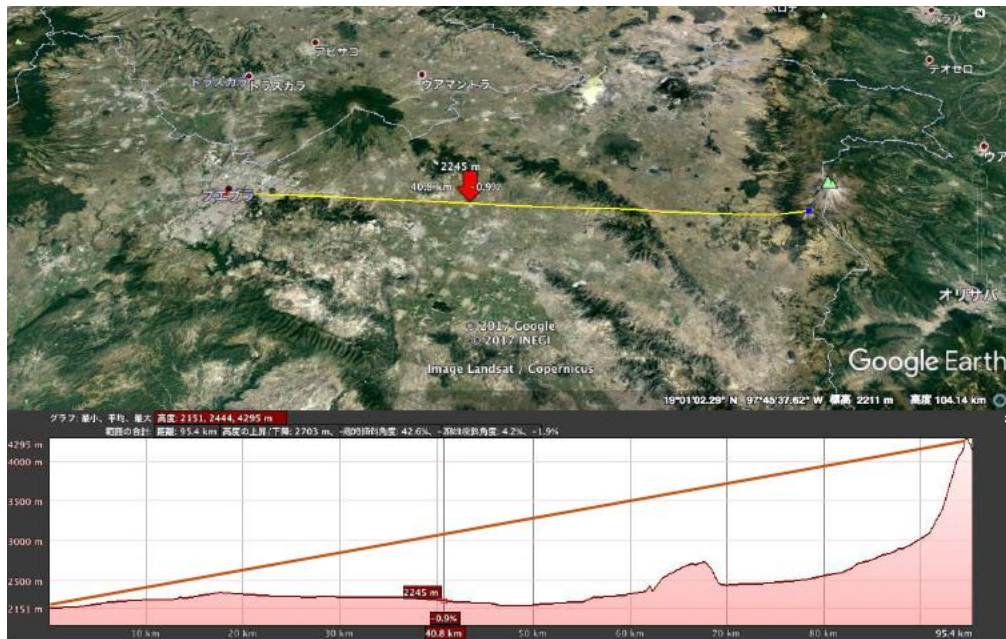 N
アピサコ
トラスカラ トラスカラ
ウアマントラ
テオセロ
プエブラ
2245 m
40.8 km -0.9%
オリサバ
© 2017 Google
© 2017 INEGI
Image Landsat / Copernicus
Google Earth
19°01'02.29" N 97°45'37.62" W 標高 2211 m 高度 104.14 km
グラフ: 最小、平均、最大 高度: 2151, 2444, 4295 m
範囲の合計: 距離: 95.4 km 高度の上昇/下降: 2703 m, 42.6%, 4.2%, -1.9%
4295 m
4000 m
3500 m
3000 m
2500 m
2151 m
2245 m
-0.9%
10 km 20 km 30 km 40.8 km 50 km 60 km 70 km 80 km 95.4 km